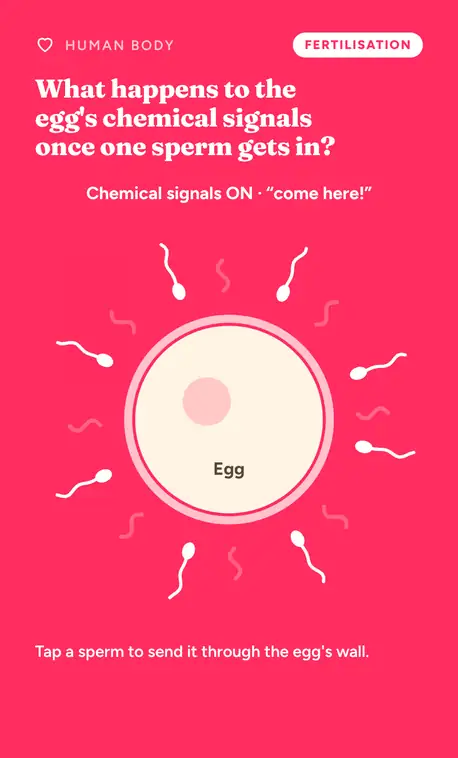 HUMAN BODY
FERTILISATION
What happens to the
egg's chemical signals
once one sperm gets in?
Chemical signals ON · “come here!”
Egg
Tap a sperm to send it through the egg's wall.